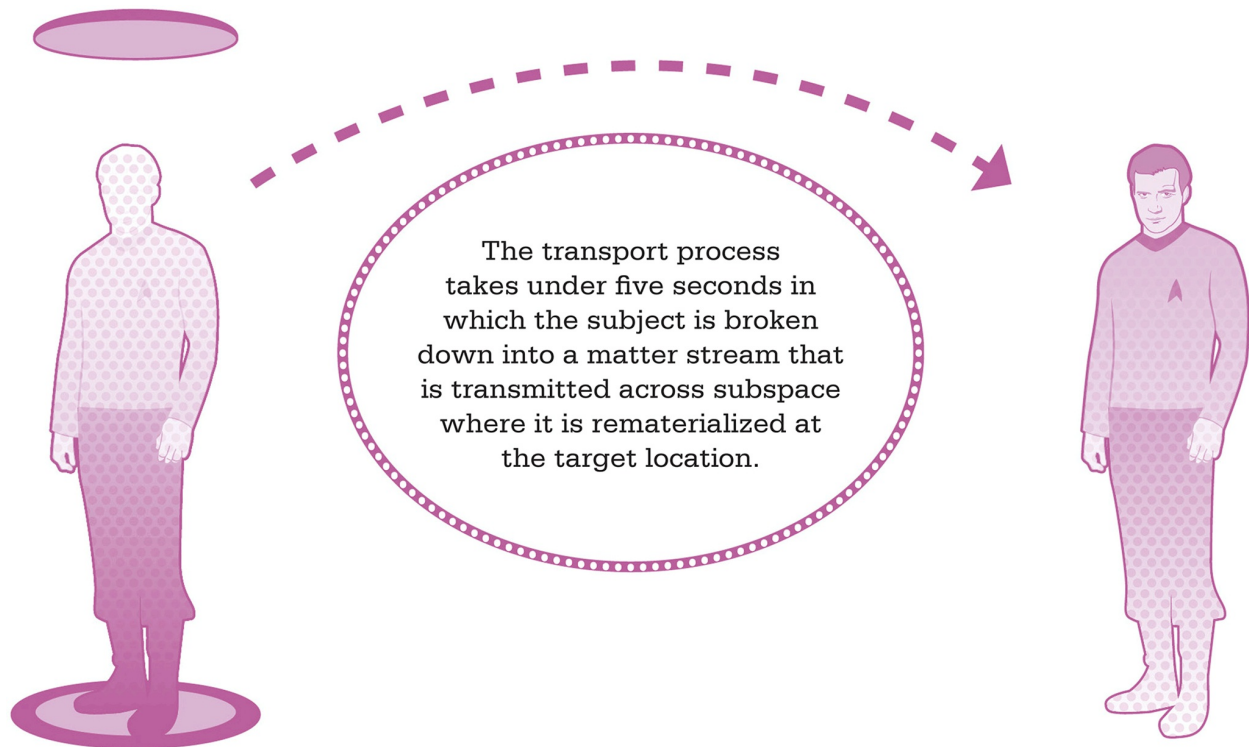 The transport process
takes under five seconds in
which the subject is broken
down into a matter stream that
is transmitted across subspace
where it is rematerialized at
the target location.